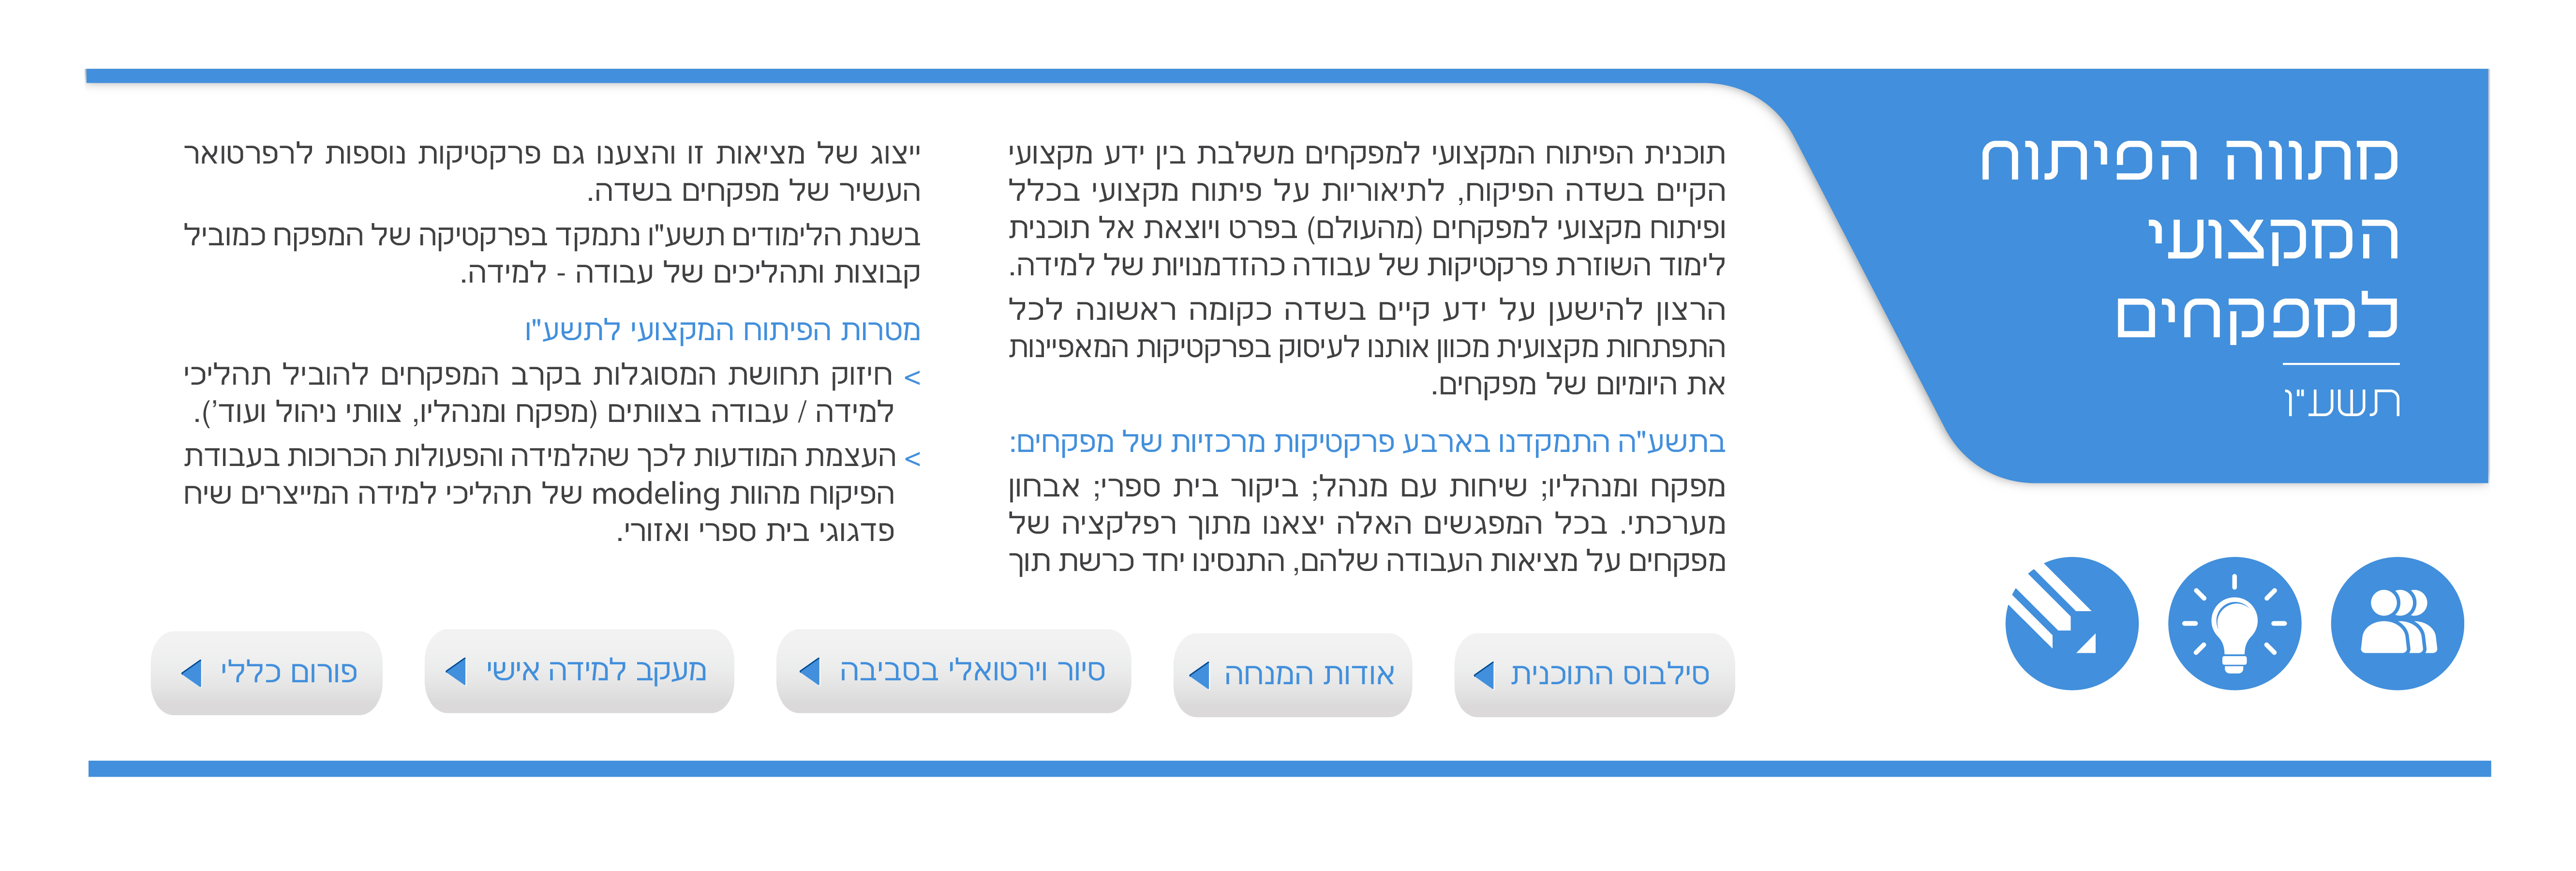 מתווה הפיתוח
המקצועי
למפקחים
תשע"ו
תוכנית הפיתוח המקצועי למפקחים משלבת בין ידע מקצועי
הקיים בשדה הפיקוח, לתיאוריות על פיתוח מקצועי בכלל
ופיתוח מקצועי למפקחים (מהעולם) בפרט ויוצאת אל תוכנית
לימוד השוזרת פרקטיקות של עבודה כהזדמנויות של למידה.
הרצון להישען על ידע קיים בשדה כקומה ראשונה לכל
התפתחות מקצועית מכוון אותנו לעיסוק בפרקטיקות המאפיינות
את היומיום של מפקחים.
בתשע"ה התמקדנו בארבע פרקטיקות מרכזיות של מפקחים:
מפקח ומנהליו; שיחות עם מנהל; ביקור בית ספרי; אבחון
מערכתי. בכל המפגשים האלה יצאנו מתוך רפלקציה של
מפקחים על מציאות העבודה שלהם, התנסינו יחד כרשת תוך
ייצוג של מציאות זו והצענו גם פרקטיקות נוספות לרפרטואר
העשיר של מפקחים בשדה.
בשנת הלימודים תשע"ו נתמקד בפרקטיקה של המפקח כמוביל
קבוצות ותהליכים של עבודה - למידה.
מטרות הפיתוח המקצועי לתשע"ו
> חיזוק תחושת המסוגלות בקרב המפקחים להוביל תהליכי
למידה / עבודה בצוותים (מפקח ומנהליו, צוותי ניהול ועוד').
> העצמת המודעות לכך שהלמידה והפעולות הכרוכות בעבודת
הפיקוח מהוות modeling של תהליכי למידה המייצרים שיח
פדגוגי בית ספרי ואזורי.
סילבוס התוכנית
אודות המנחה
סיור וירטואלי בסביבה
מעקב למידה אישי
פורום כללי